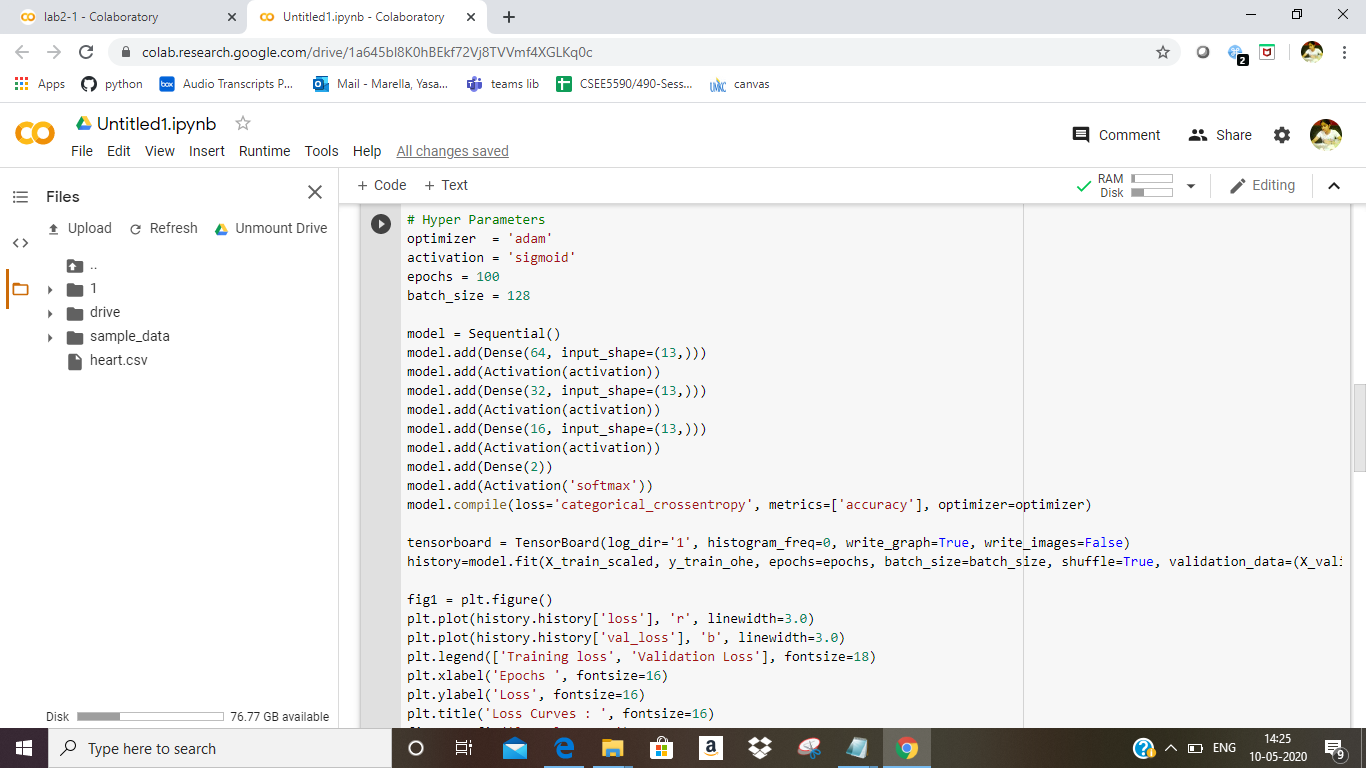 lab2-1 - Colaboratory
Untitled1.ipynb - Colaboratory
colab.research.google.com/drive/1a645bI8K0hBEkf72Vj8TVVmf4XGLKq0c
2
Apps
python
box
Audio Transcripts P...
Mail - Marella, Yasa...
teams lib
CSEE5590/490-Sess...
UMKC
canvas
Untitled1.ipynb
Comment
Share
File Edit View Insert Runtime Tools Help All changes saved
Files
+ Code + Text
RAM
Disk
Editing
Upload Refresh Unmount Drive
..
1
drive
sample_data
heart.csv
Disk 76.77 GB available
# Hyper Parameters
optimizer  = 'adam'
activation = 'sigmoid'
epochs = 100
batch_size = 128
model = Sequential()
model.add(Dense(64, input_shape=(13,)))
model.add(Activation(activation))
model.add(Dense(32, input_shape=(13,)))
model.add(Activation(activation))
model.add(Dense(16, input_shape=(13,)))
model.add(Activation(activation))
model.add(Dense(2))
model.add(Activation('softmax'))
model.compile(loss='categorical_crossentropy', metrics=['accuracy'], optimizer=optimizer)
tensorboard = TensorBoard(log_dir='1', histogram_freq=0, write_graph=True, write_images=False)
history=model.fit(X_train_scaled, y_train_ohe, epochs=epochs, batch_size=batch_size, shuffle=True, validation_data=(X_vali
fig1 = plt.figure()
plt.plot(history.history['loss'], 'r', linewidth=3.0)
plt.plot(history.history['val_loss'], 'b', linewidth=3.0)
plt.legend(['Training loss', 'Validation Loss'], fontsize=18)
plt.xlabel('Epochs ', fontsize=16)
plt.ylabel('Loss', fontsize=16)
plt.title('Loss Curves : ', fontsize=16)
Type here to search
ENG
14:25
10-05-2020
9